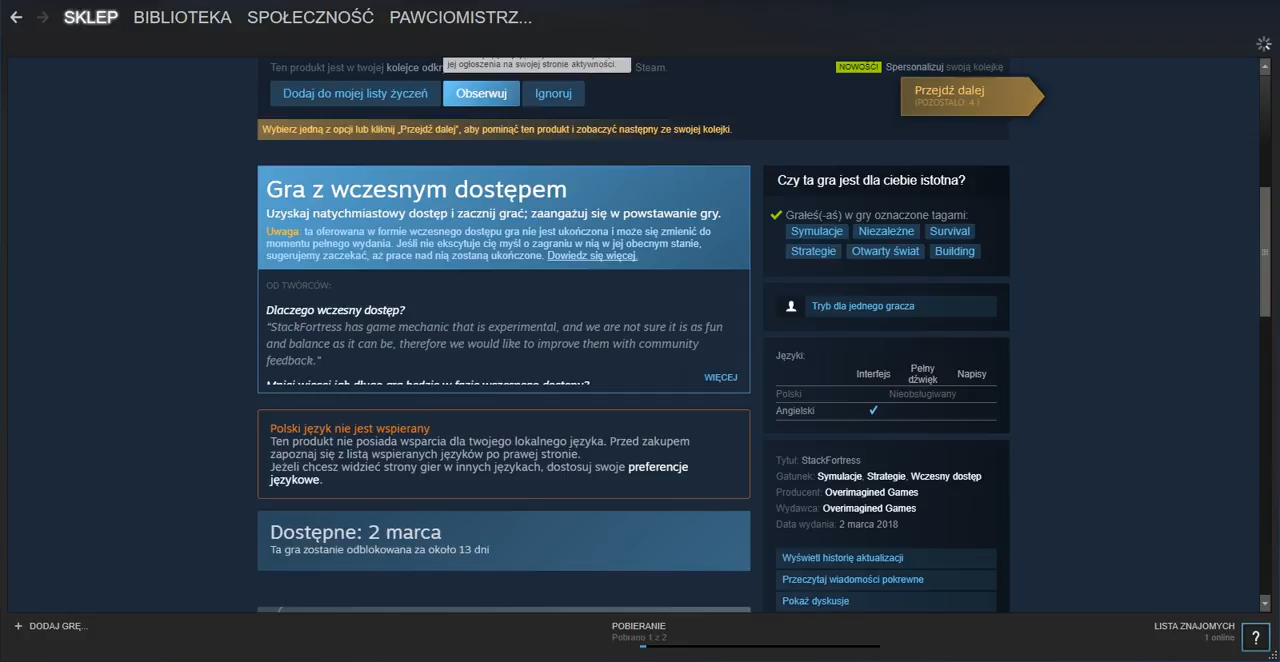 SKLEP BIBLIOTEKA SPOŁECZNOŚĆ PAWCIOMISTRZ...
Ten produkt jest w twojej kolejce odkr
jej ogłoszenia na swojej stronie aktywności.
Steam.
Dodaj do mojej listy życzeń Obserwuj Ignoruj
NOWOŚĆ! Spersonalizuj swoją kolejkę
Przejdź dalej
(POZOSTAŁO: 4 )
Wybierz jedną z opcji lub kliknij „Przejdź dalej”, aby pominąć ten produkt i zobaczyć następny ze swojej kolejki.
Gra z wczesnym dostępem
Uzyskaj natychmiastowy dostęp i zacznij grać; zaangażuj się w powstawanie gry.
Uwaga: ta oferowana w formie wczesnego dostępu gra nie jest ukończona i może się zmienić do
momentu pełnego wydania. Jeśli nie ekscytuje cię myśl o zagraniu w nią w jej obecnym stanie,
sugerujemy zaczekać, aż prace nad nią zostaną ukończone. Dowiedz się więcej.
OD TWÓRCÓW:
Dlaczego wczesny dostęp?
“StackFortress has game mechanic that is experimental, and we are not sure it is as fun
and balance as it can be, therefore we would like to improve them with community
feedback.”
Mniej więcej jak długo gra będzie w fazie wczesnego dostępu?
WIĘCEJ
Polski język nie jest wspierany
Ten produkt nie posiada wsparcia dla twojego lokalnego języka. Przed zakupem
zapoznaj się z listą wspieranych języków po prawej stronie.
Jeżeli chcesz widzieć strony gier w innych językach, dostosuj swoje preferencje
językowe.
Dostępne: 2 marca
Ta gra zostanie odblokowana za około 13 dni
Czy ta gra jest dla ciebie istotna?
Grałeś(-aś) w gry oznaczone tagami:
Symulacje Niezależne Survival
Strategie Otwarty świat Building
Tryb dla jednego gracza
Języki:
Interfejs Pełny dźwięk Napisy
Polski Nieobsługiwany
Angielski ✓
Tytuł: StackFortress
Gatunek: Symulacje, Strategie, Wczesny dostęp
Producent: Overimagined Games
Wydawca: Overimagined Games
Data wydania: 2 marca 2018
Wyświetl historię aktualizacji
Przeczytaj wiadomości pokrewne
Pokaż dyskusje
+ DODAJ GRĘ...
POBIERANIE
Pobrano 1 z 2
LISTA ZNAJOMYCH
1 online
?